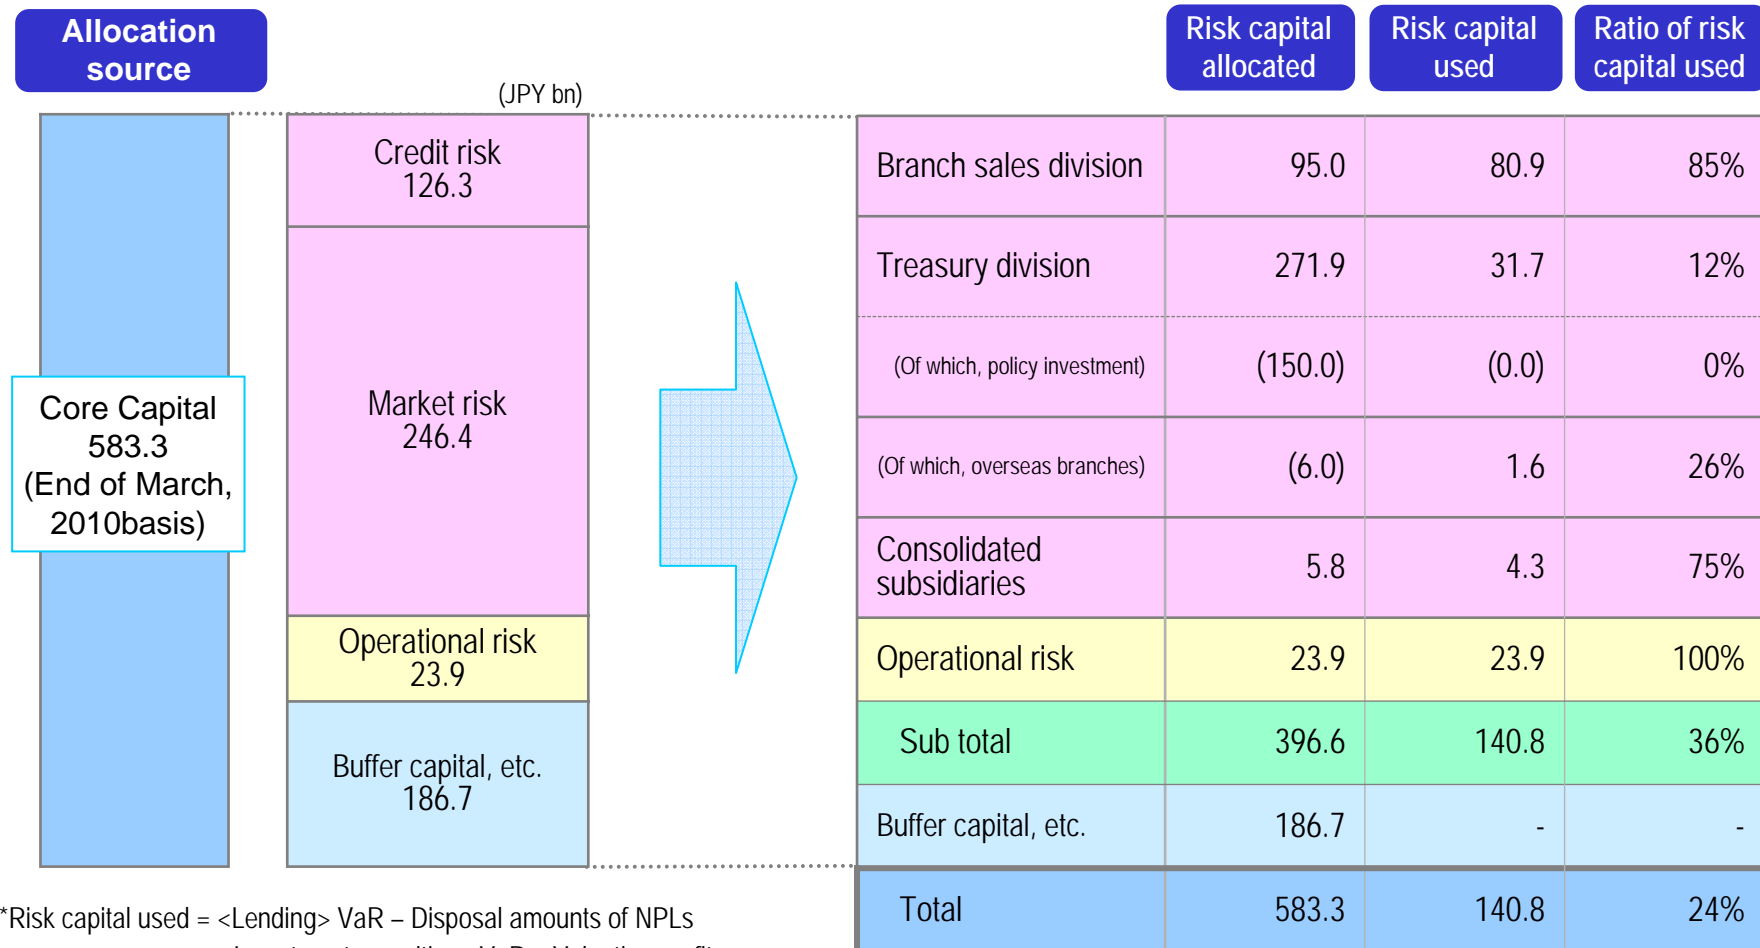 Allocation
source
Risk capital
allocated
Risk capital
used
Ratio of risk
capital used
(JPY bn)
Core Capital
583.3
(End of March,
2010basis)
Credit risk
126.3
Market risk
246.4
Operational risk
23.9
Buffer capital, etc.
186.7
Branch sales division 95.0 80.9 85%
Treasury division 271.9 31.7 12%
(Of which, policy investment) (150.0) (0.0) 0%
(Of which, overseas branches) (6.0) 1.6 26%
Consolidated
subsidiaries 5.8 4.3 75%
Operational risk 23.9 23.9 100%
Sub total 396.6 140.8 36%
Buffer capital, etc. 186.7 - -
Total 583.3 140.8 24%
*Risk capital used = <Lending> VaR – Disposal amounts of NPLs